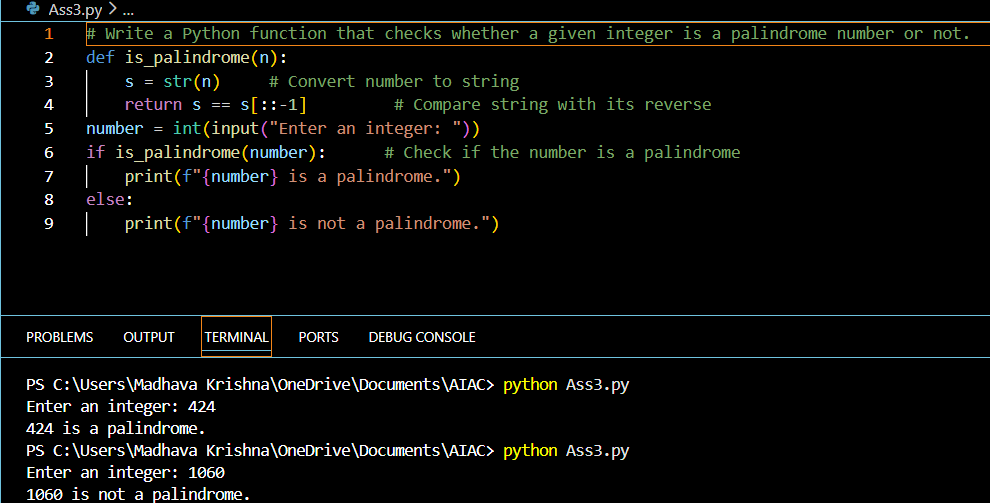 Ass3.py > ...
1 # Write a Python function that checks whether a given integer is a palindrome number or not.
2 def is_palindrome(n):
3     s = str(n)     # Convert number to string
4     return s == s[::-1]         # Compare string with its reverse
5 number = int(input("Enter an integer: "))
6 if is_palindrome(number):      # Check if the number is a palindrome
7     print(f"{number} is a palindrome.")
8 else:
9     print(f"{number} is not a palindrome.")
PROBLEMS OUTPUT TERMINAL PORTS DEBUG CONSOLE
PS C:\Users\Madhava Krishna\OneDrive\Documents\AIAC> python Ass3.py
Enter an integer: 424
424 is a palindrome.
PS C:\Users\Madhava Krishna\OneDrive\Documents\AIAC> python Ass3.py
Enter an integer: 1060
1060 is not a palindrome.